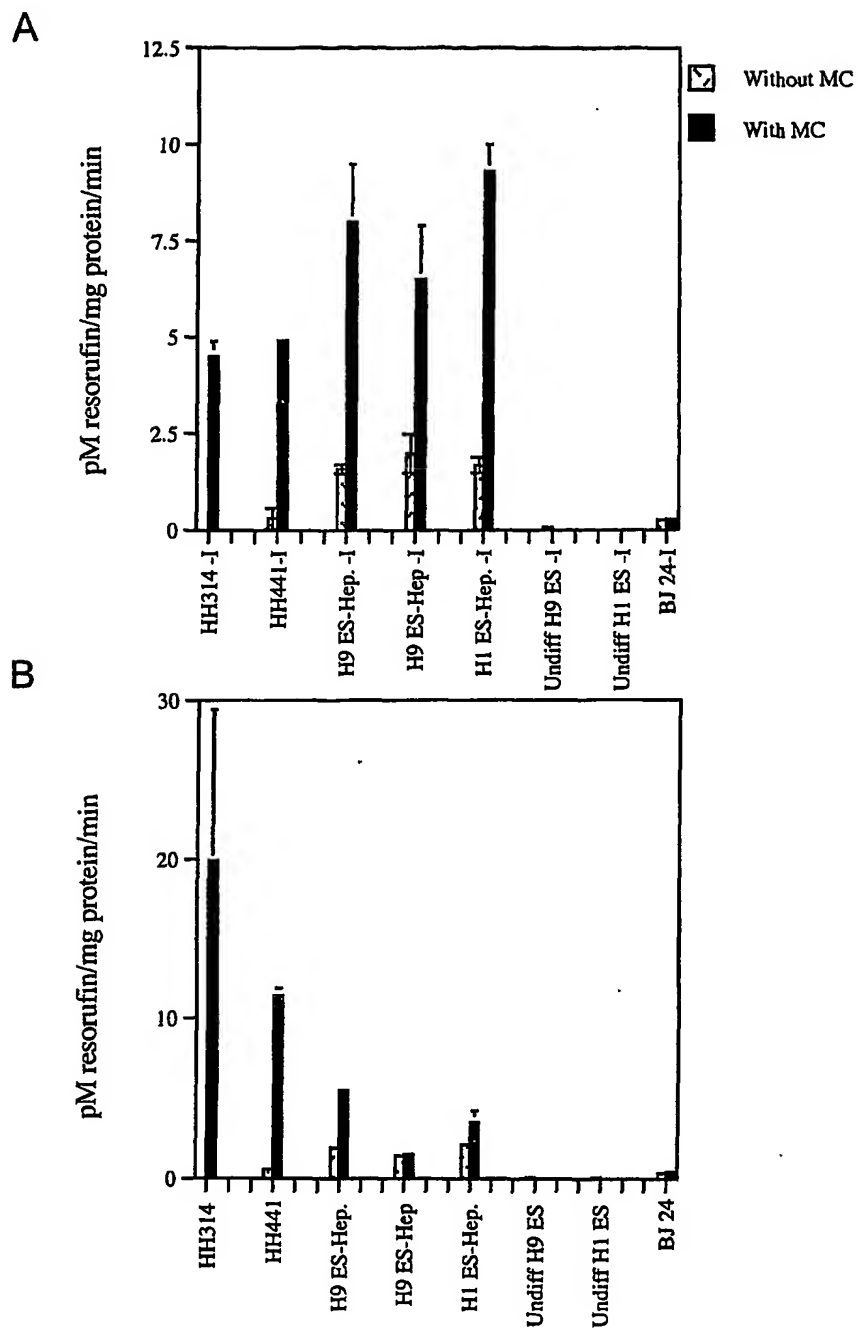 A
12.5
10
7.5
5
2.5
0
pM resorufin/mg protein/min
Without MC
With MC
HH314 -I
HH441-I
H9 ES-Hep. -I
H9 ES-Hep -I
H1 ES-Hep. -I
Undiff H9 ES -I
Undiff H1 ES -I
BJ 24-I
B
30
20
10
0
pM resorufin/mg protein/min
HH314
HH441
H9 ES-Hep.
H9 ES-Hep
H1 ES-Hep.
Undiff H9 ES
Undiff H1 ES
BJ 24